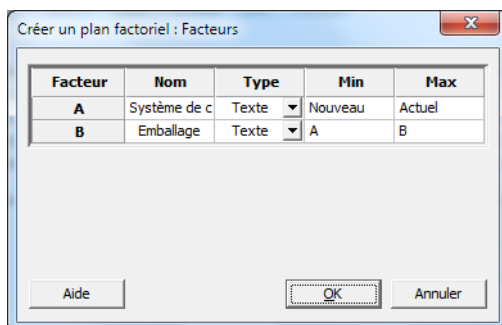 Créer un plan factoriel : Facteurs
Facteur Nom Type Min Max
A Système de c Texte Nouveau Actuel
B Emballage Texte A B
Aide OK Annuler